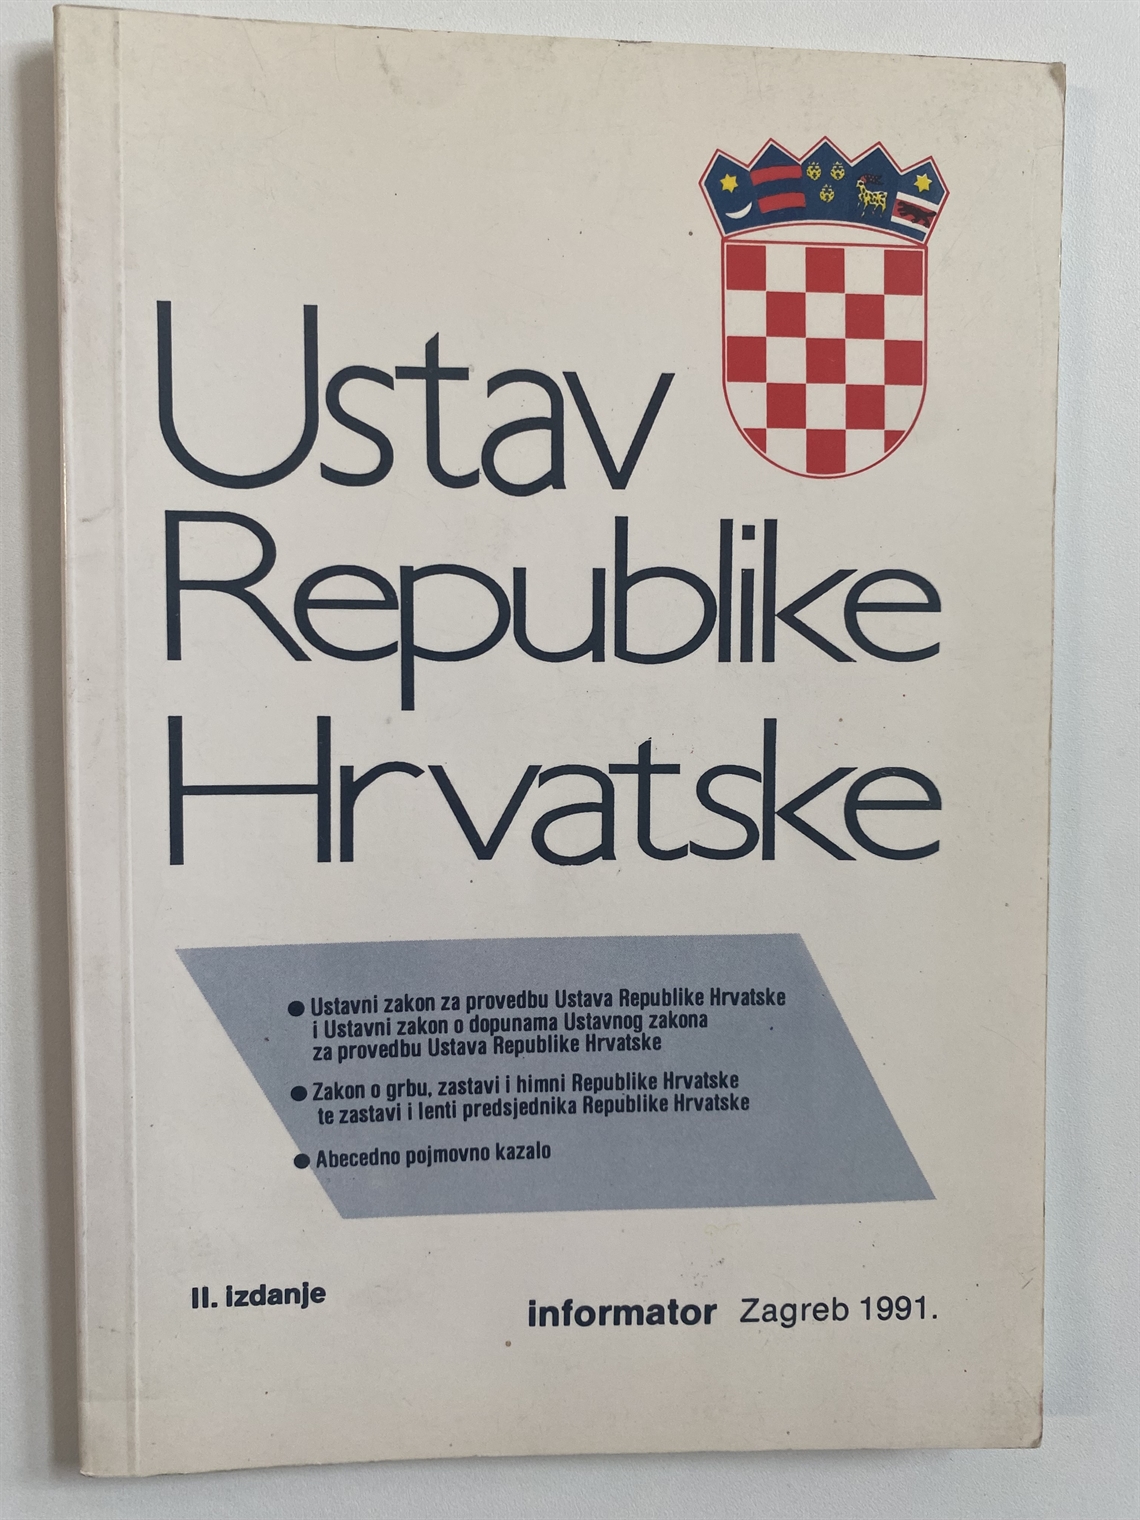 Ustav
Republike
Hrvatske
● Ustavni zakon za provedbu Ustava Republike Hrvatske
i Ustavni zakon o dopunama Ustavnog zakona
za provedbu Ustava Republike Hrvatske
● Zakon o grbu, zastavi i himni Republike Hrvatske
te zastavi i lenti predsjednika Republike Hrvatske
● Abecedno pojmovno kazalo
II. izdanje
informator Zagreb 1991.